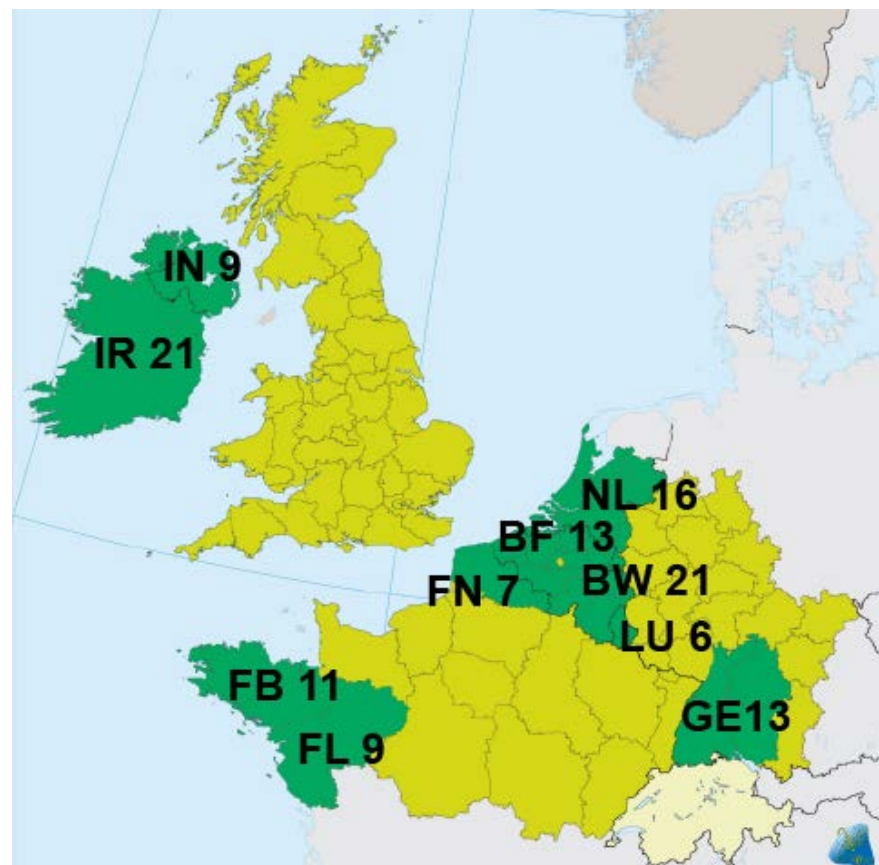 IN 9
IR 21
NL 16
BF 13
BW 21
FN 7
LU 6
FB 11
GE13
FL 9